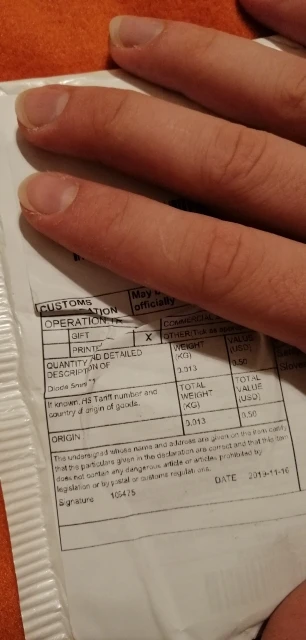 CUSTOMS
May b
officially
OPERATION
COMMERCIAL
GIFT
X
OTHER(Tick as
PRINTE
QUANTITY AND DETAILED
DESCRIPTION OF
WEIGHT
(KG)
VALUE
(USD)
Diode 5mm
0.013
0.50
If known, HS Tariff number and
country of origin of goods.
TOTAL
WEIGHT
(KG)
TOTAL
VALUE
(USD)
ORIGIN
0.013
0.50
The undersigned whose name and address are given on the item certify
that the particulars given in the declaration are correct and that this item
does not contain any dangerous article or articles prohibited by
legislation or by postal or customs regulations.
Signature
DATE 2019-11-16